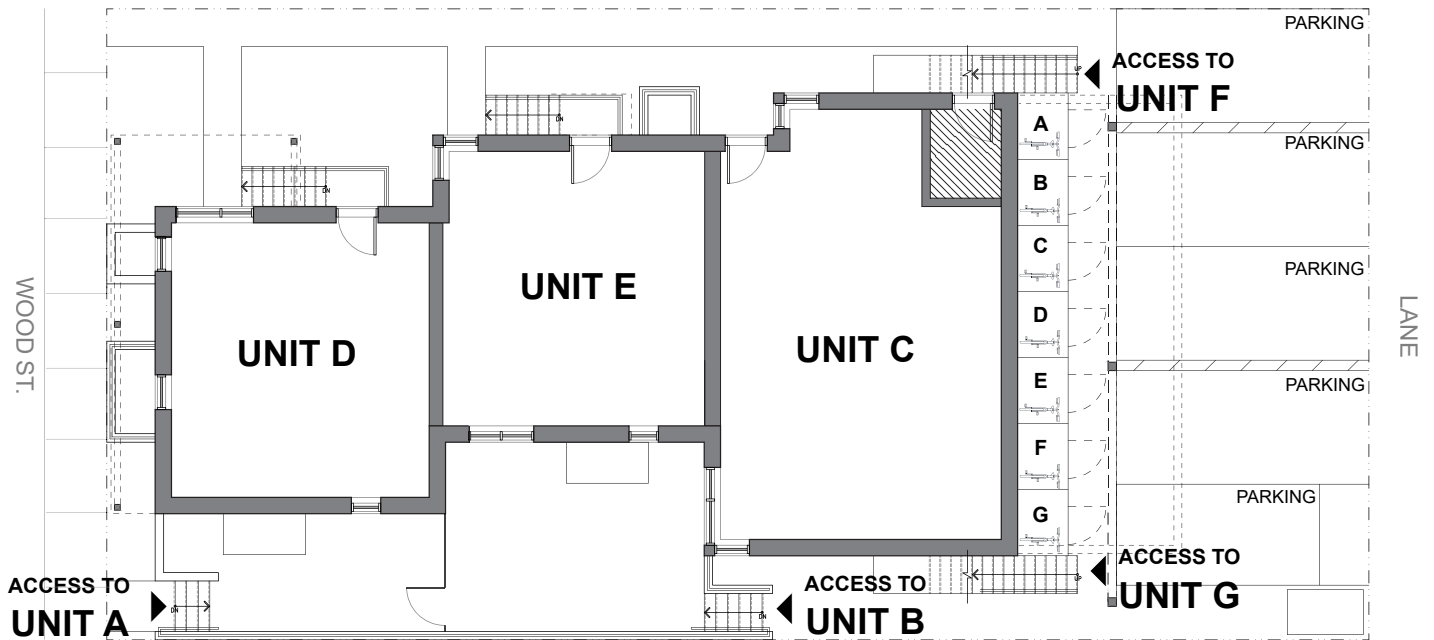 PARKING
ACCESS TO
UNIT F
UP
A
PARKING
DN
B
DN
C
PARKING
UNIT E
WOOD ST.
D
LANE
UNIT D
UNIT C
E
PARKING
F
PARKING
G
ACCESS TO
UNIT G
UP
ACCESS TO
UNIT A
DN
ACCESS TO
UNIT B
DN